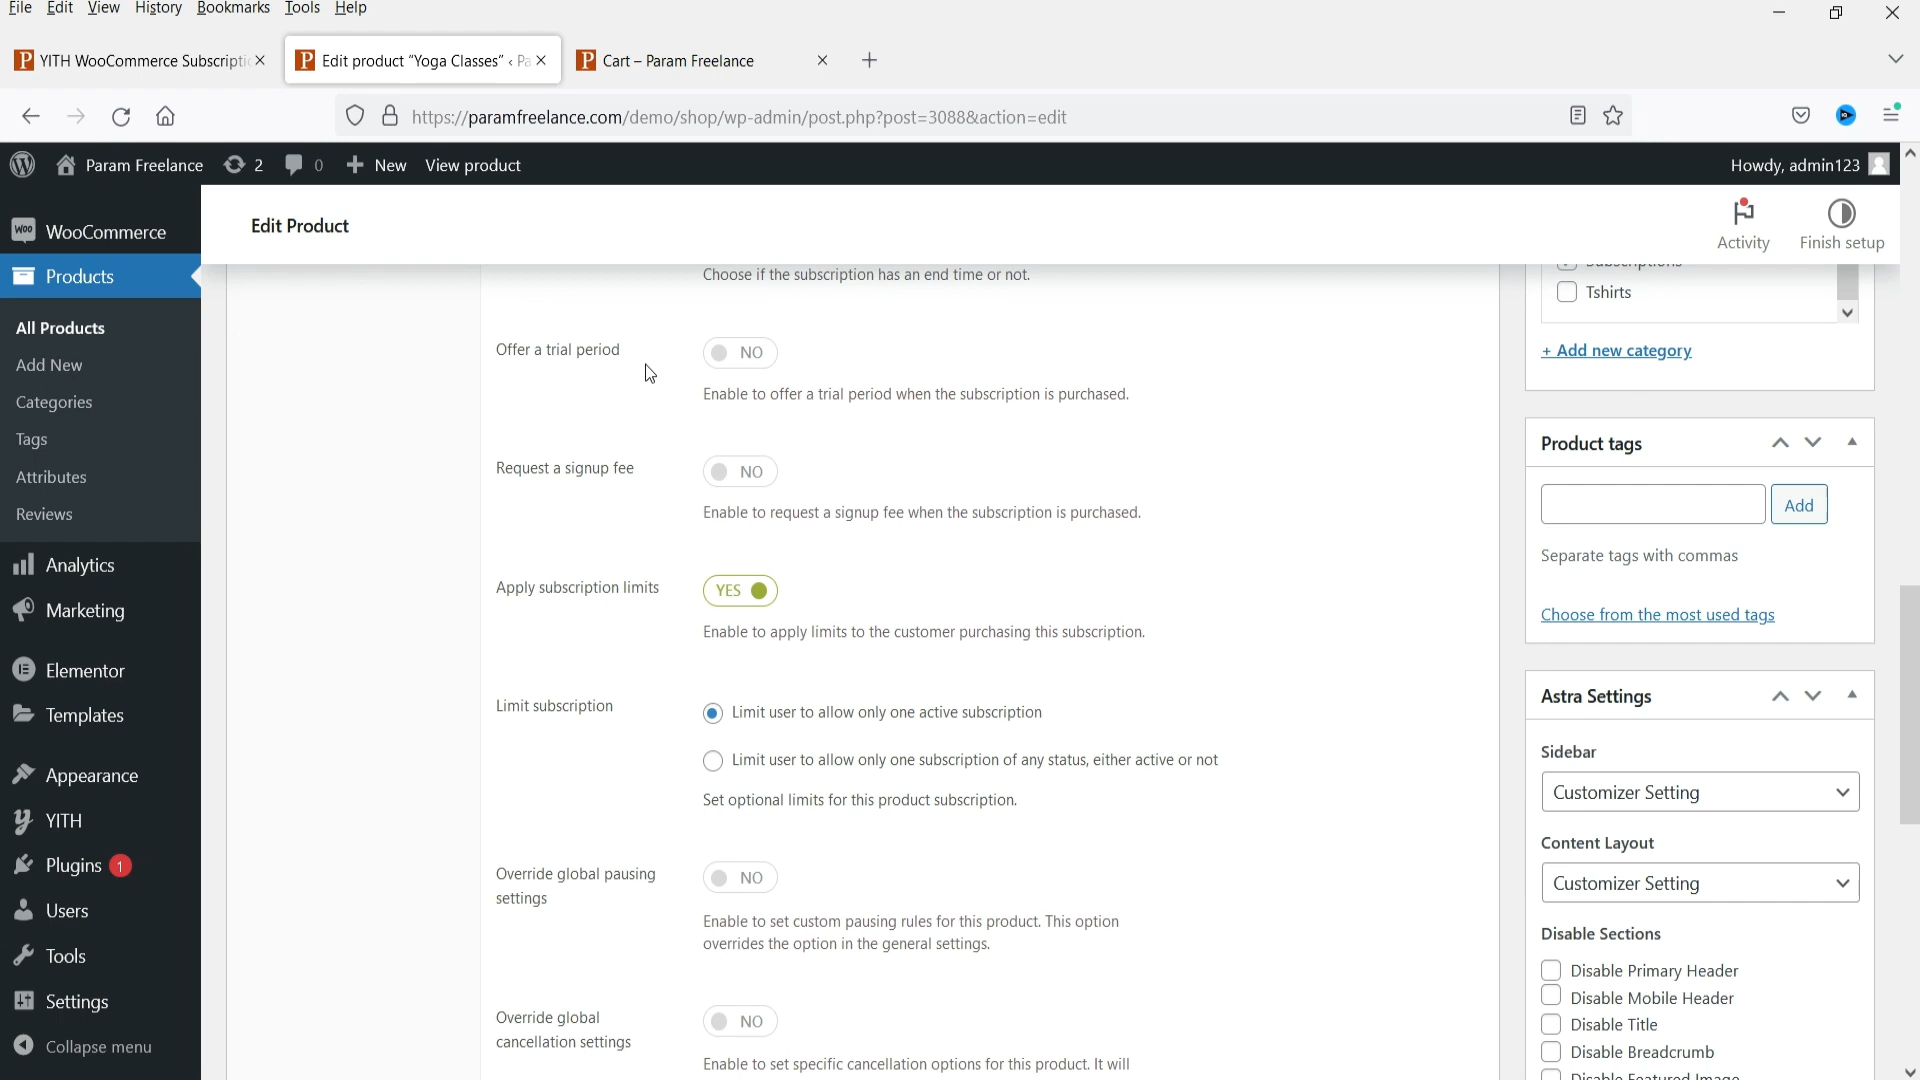 File Edit View History Bookmarks Tools Help
YITH WooCommerce Subscripti
Edit product “Yoga Classes” ‹ Pa
Cart – Param Freelance
https://paramfreelance.com/demo/shop/wp-admin/post.php?post=3088&action=edit
Param Freelance 2 0 New View product
Howdy, admin123
Edit Product
Activity
Finish setup
WooCommerce
Products
All Products
Add New
Categories
Tags
Attributes
Reviews
Analytics
Marketing
Elementor
Templates
Appearance
YITH
Plugins 1
Users
Tools
Settings
Collapse menu
Choose if the subscription has an end time or not.
Offer a trial period
NO
Enable to offer a trial period when the subscription is purchased.
Request a signup fee
NO
Enable to request a signup fee when the subscription is purchased.
Apply subscription limits
YES
Enable to apply limits to the customer purchasing this subscription.
Limit subscription
Limit user to allow only one active subscription
Limit user to allow only one subscription of any status, either active or not
Set optional limits for this product subscription.
Override global pausing
settings
NO
Enable to set custom pausing rules for this product. This option
overrides the option in the general settings.
Override global
cancellation settings
NO
Enable to set specific cancellation options for this product. It will
Tshirts
+ Add new category
Product tags
Add
Separate tags with commas
Choose from the most used tags
Astra Settings
Sidebar
Customizer Setting
Content Layout
Customizer Setting
Disable Sections
Disable Primary Header
Disable Mobile Header
Disable Title
Disable Breadcrumb
Disable Featured Image